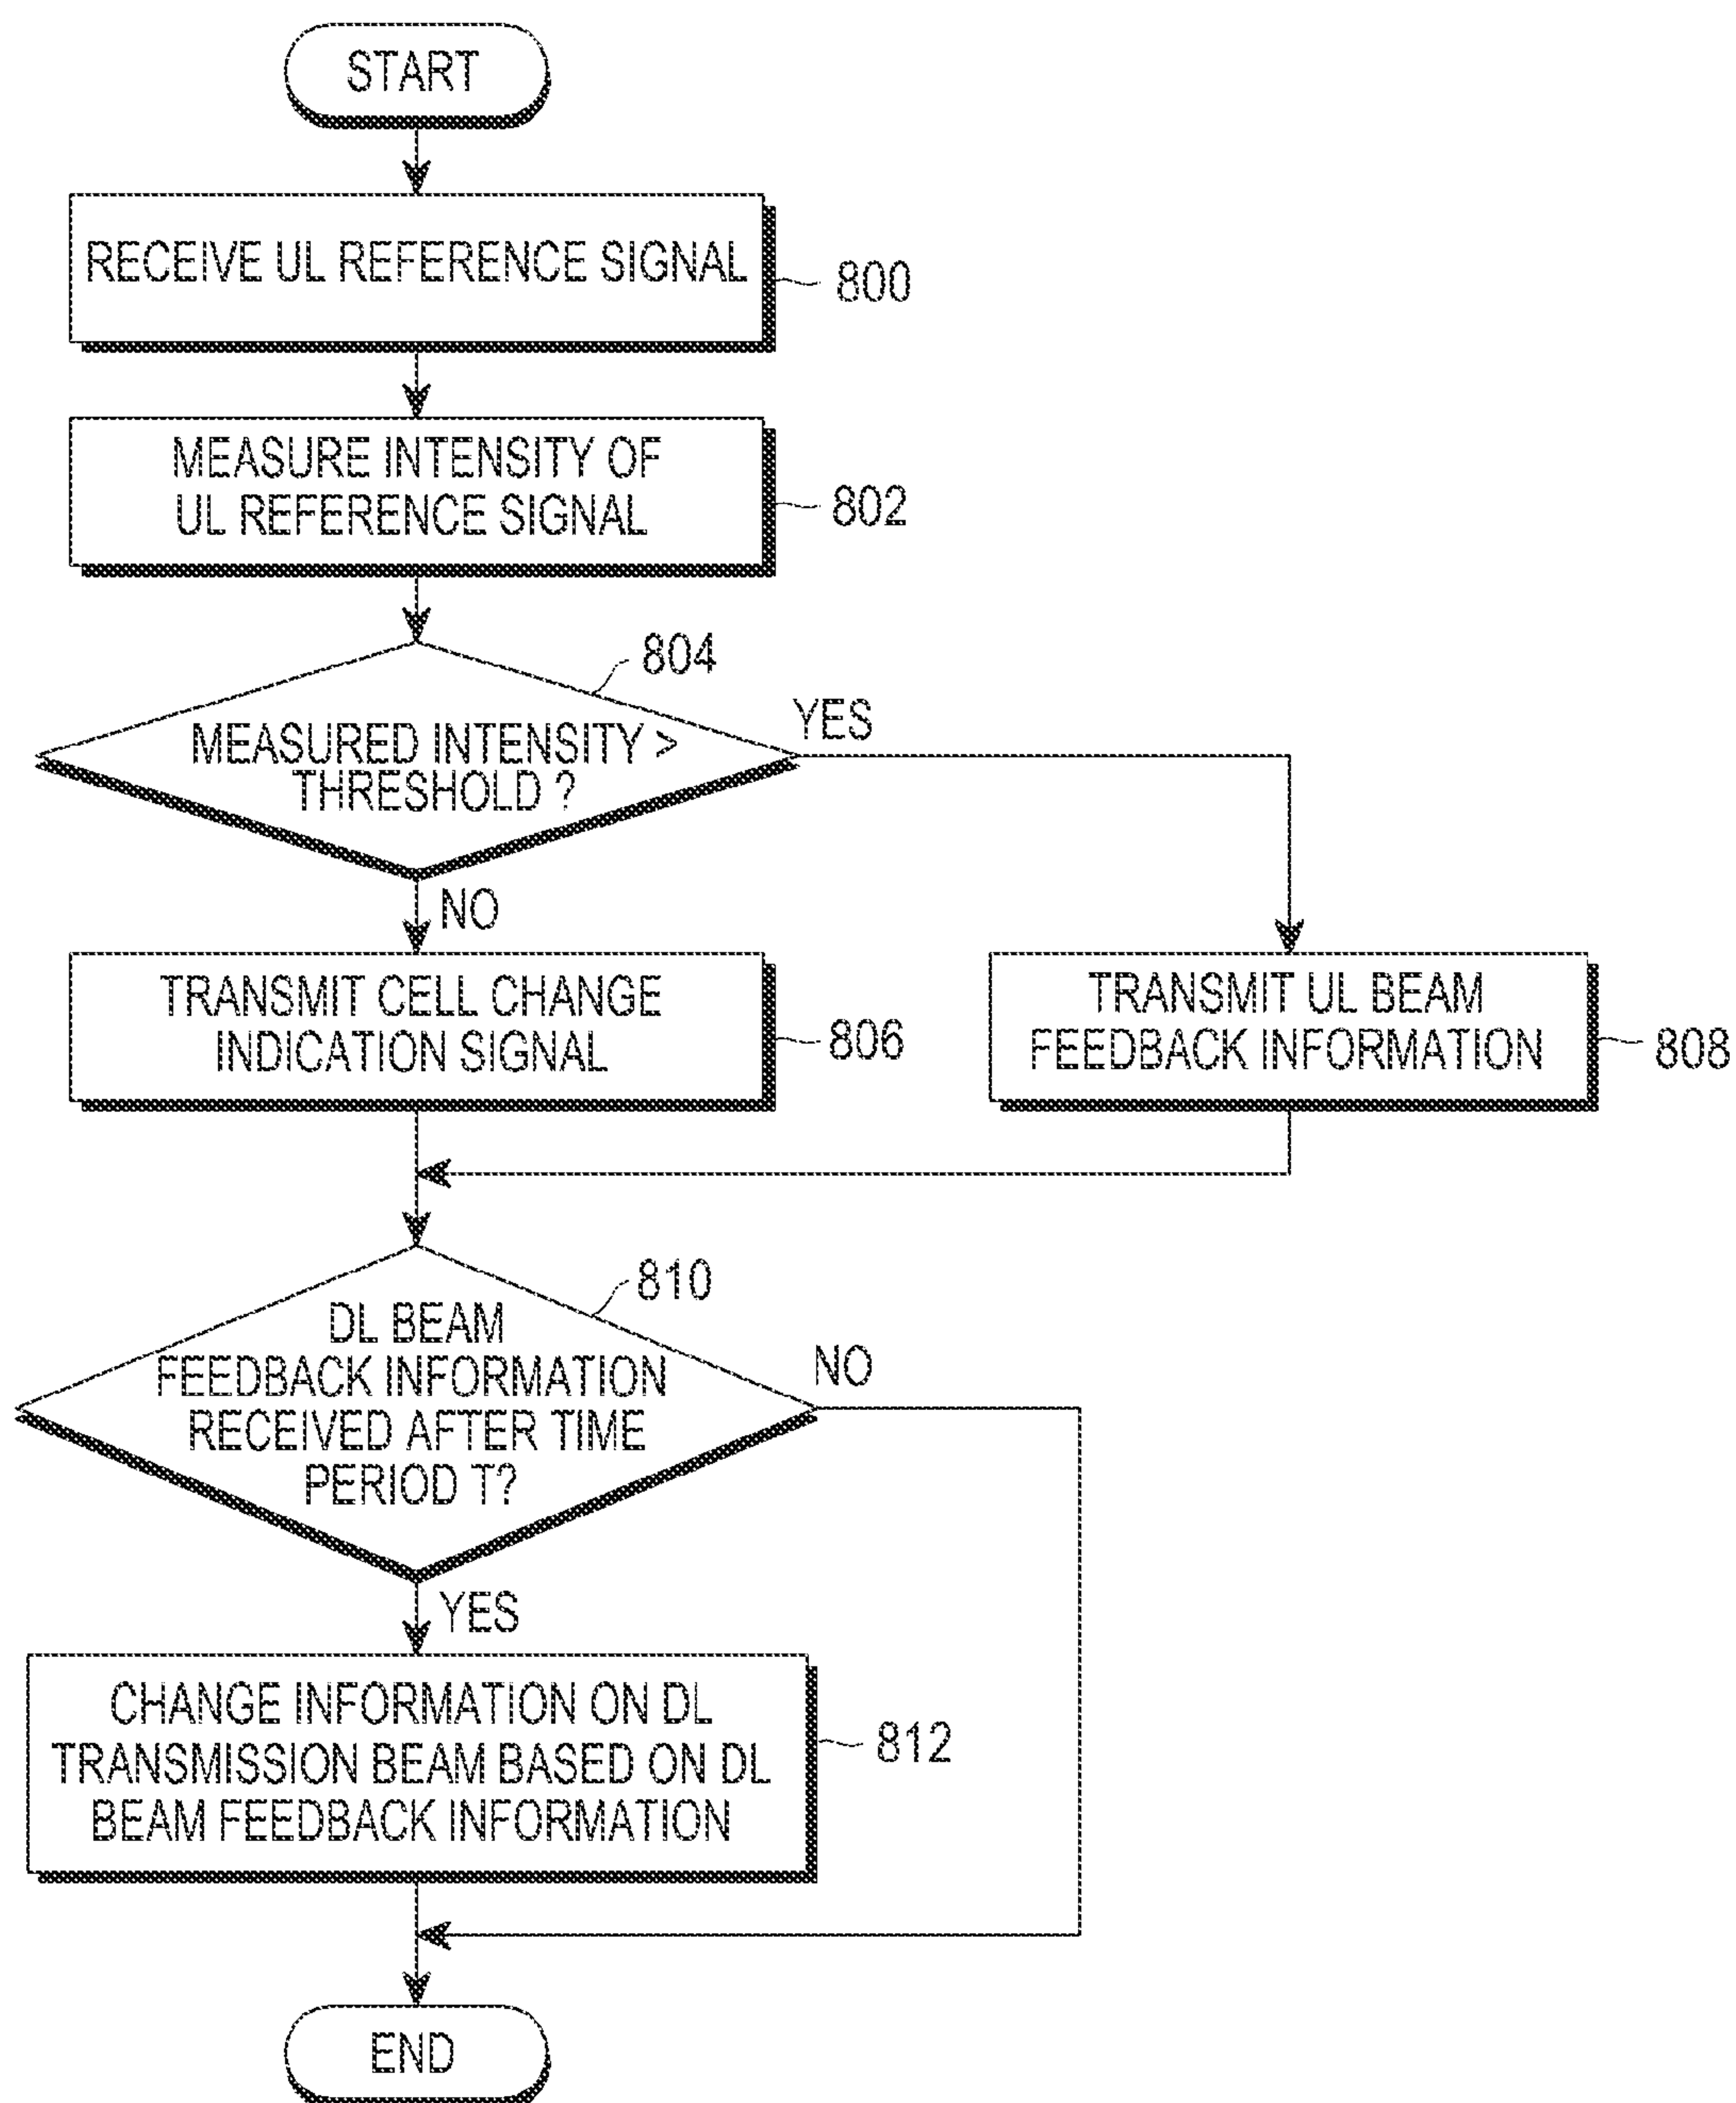 START
RECEIVE UL REFERENCE SIGNAL
800
MEASURE INTENSITY OF
UL REFERENCE SIGNAL
802
804
MEASURED INTENSITY >
THRESHOLD ?
YES
NO
TRANSMIT CELL CHANGE
INDICATION SIGNAL
806
TRANSMIT UL BEAM
FEEDBACK INFORMATION
808
810
DL BEAM
FEEDBACK INFORMATION
RECEIVED AFTER TIME
PERIOD T?
NO
YES
CHANGE INFORMATION ON DL
TRANSMISSION BEAM BASED ON DL
BEAM FEEDBACK INFORMATION
812
END